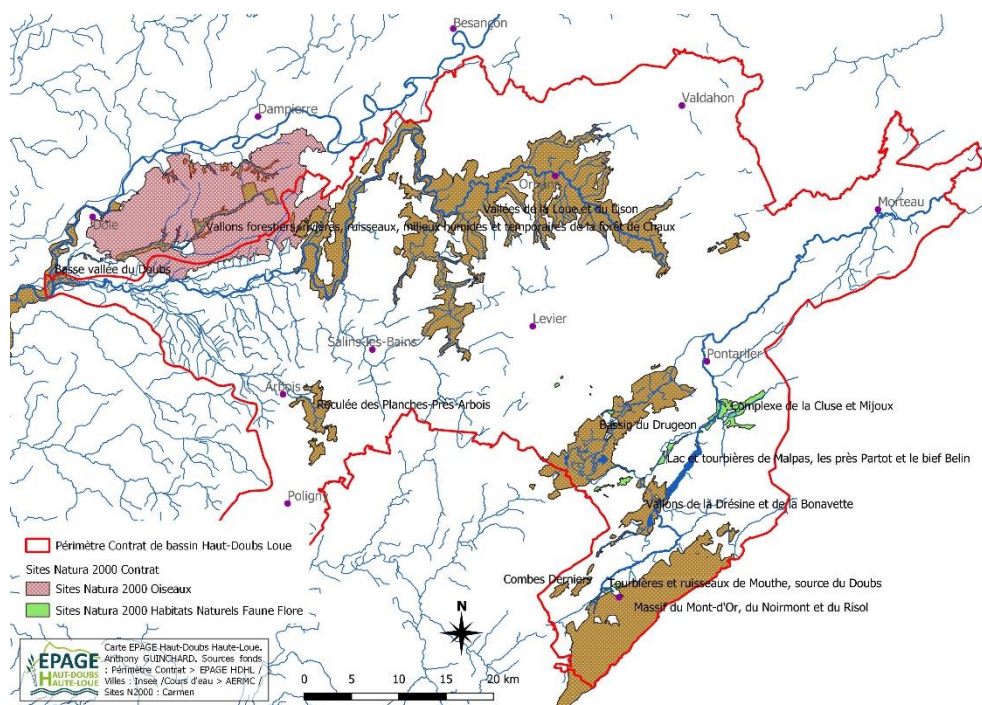 Besançon
Dampierre
Valdahon
Ornans
Morteau
Dole
Vallées de la Loue et du Lison
Vallons forestiers, rivières, ruisseaux, milieux humides et temporaires de la forêt de Chaux
Basse vallée du Doubs
Levier
Salins-les-Bains
Pontarlier
Arbois
Reculée des Planches-Près-Arbois
Complexe de la Cluse et Mijoux
Bassin du Drugeon
Lac et tourbières de Malpas, les près Partot et le bief Belin
Poligny
Vallons de la Drésine et de la Bonavette
Combes Derniers
Tourbières et ruisseaux de Mouthe, source du Doubs
Massif du Mont-d'Or, du Noirmont et du Risol
Périmètre Contrat de bassin Haut-Doubs Loue
Sites Natura 2000 Contrat
Sites Natura 2000 Oiseaux
Sites Natura 2000 Habitats Naturels Faune Flore
N
0 5 10 15 20 km
EPAGE
HAUT-DOUBS
HAUTE-LOUE
Carte EPAGE Haut-Doubs Haute-Loue.
Anthony GUINCHARD. Sources fonds
: Périmètre Contrat > EPAGE HDHL /
Villes : Insee /Cours d'eau > AERMC /
Sites N2000 : Carmen